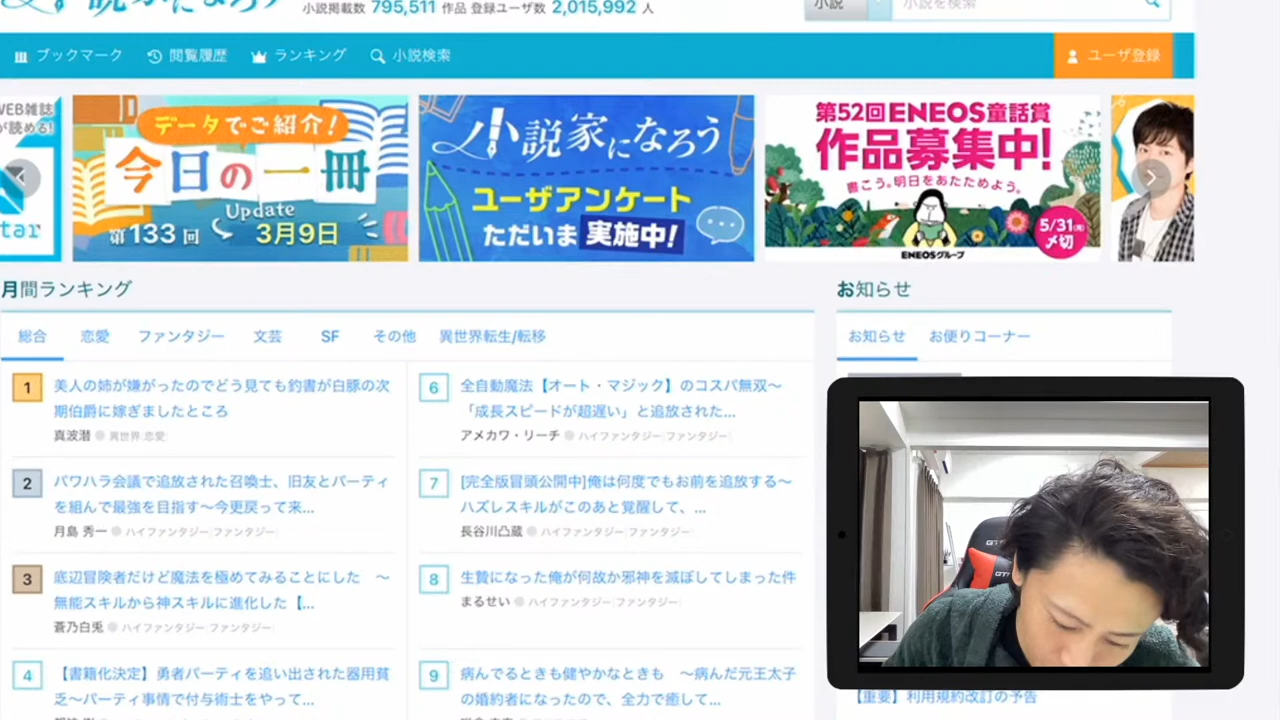 小説掲載数 795,511 作品 登録ユーザ数 2,015,992 人
小説
小説を検索
ブックマーク
閲覧履歴
ランキング
小説検索
ユーザ登録
WEB雑誌
が読める!
tar
データでご紹介!
今日の一冊
Update
第133回
3月9日
小説家になろう
ユーザアンケート
ただいま実施中!
第52回ENEOS童話賞
作品募集中!
書こう。明日をあたためよう。
5/31(月)
〆切
ENEOSグループ
月間ランキング
総合 恋愛 ファンタジー 文芸 SF その他 異世界転生/転移
1
美人の姉が嫌がったのでどう見ても釣書が白豚の次
期伯爵に嫁ぎましたところ
真波潜 異世界 恋愛
2
パワハラ会議で追放された召喚士、旧友とパーティ
を組んで最強を目指す〜今更戻って来...
月島 秀一 ハイファンタジー ファンタジー
3
底辺冒険者だけど魔法を極めてみることにした 〜
無能スキルから神スキルに進化した【...
蒼乃白兎 ハイファンタジー ファンタジー
4
【書籍化決定】勇者パーティを追い出された器用貧
乏〜パーティ事情で付与術士をやって...
6
全自動魔法【オート・マジック】のコスパ無双〜
「成長スピードが超遅い」と追放された...
アメカワ・リーチ ハイファンタジー ファンタジー
7
[完全版冒頭公開中]俺は何度でもお前を追放する〜
ハズレスキルがこのあと覚醒して、...
長谷川凸蔵 ハイファンタジー ファンタジー
8
生贄になった俺が何故か邪神を滅ぼしてしまった件
まるせい ハイファンタジー ファンタジー
9
病んでるときも健やかなときも 〜病んだ元王太子
の婚約者になったので、全力で癒して...
お知らせ
お知らせ お便りコーナー
【重要】利用規約改訂の予告